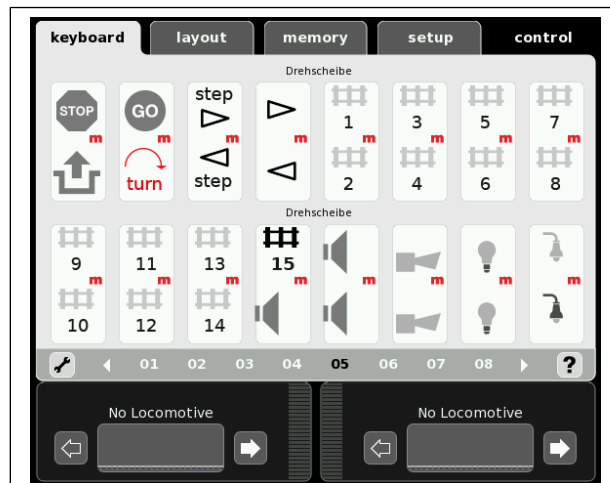 keyboard layout memory setup control
Drehscheibe
STOP GO step 1 3 5 7
m m m m m m m m
turn step 2 4 6 8
Drehscheibe
9 11 13 15
m m m m m m m m
10 12 14
01 02 03 04 05 06 07 08 ?
No Locomotive No Locomotive